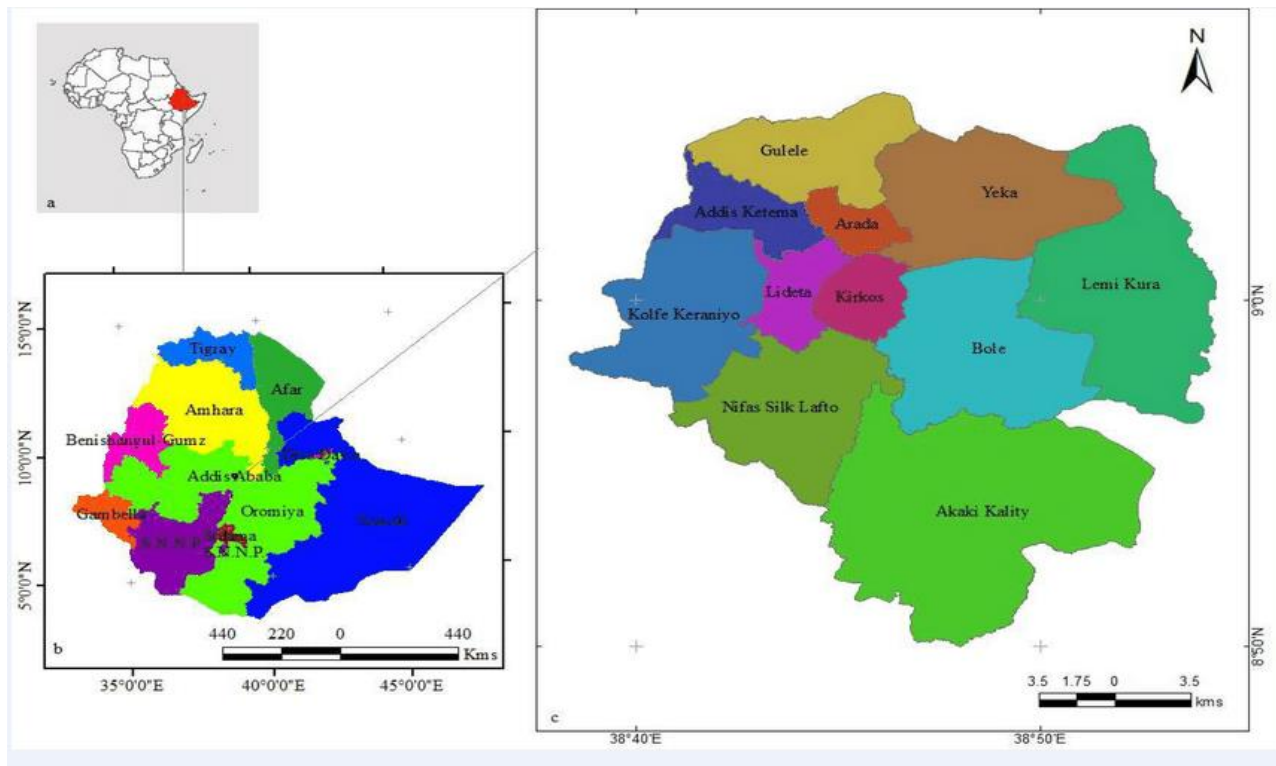 a
15°0'0"N
10°0'0"N
5°0'0"N
Tigray
Afar
Amhara
Benishanyul-Gumz
Addis Ababa
Oromiya
Gambella
S.N.N.P.
440 220 0 440
Kms
b
35°0'0"E 40°0'0"E 45°0'0"E
N
Gulele
Yeka
Addis Ketema
Arada
Lemi Kura
Lideta
Kirkos
Kolfe Keraniyo
Bole
Nifas Silk Lafto
Akaki Kality
9°0'N
8°50'N
3.5 1.75 0 3.5
kms
c
38°40'E 38°50'E